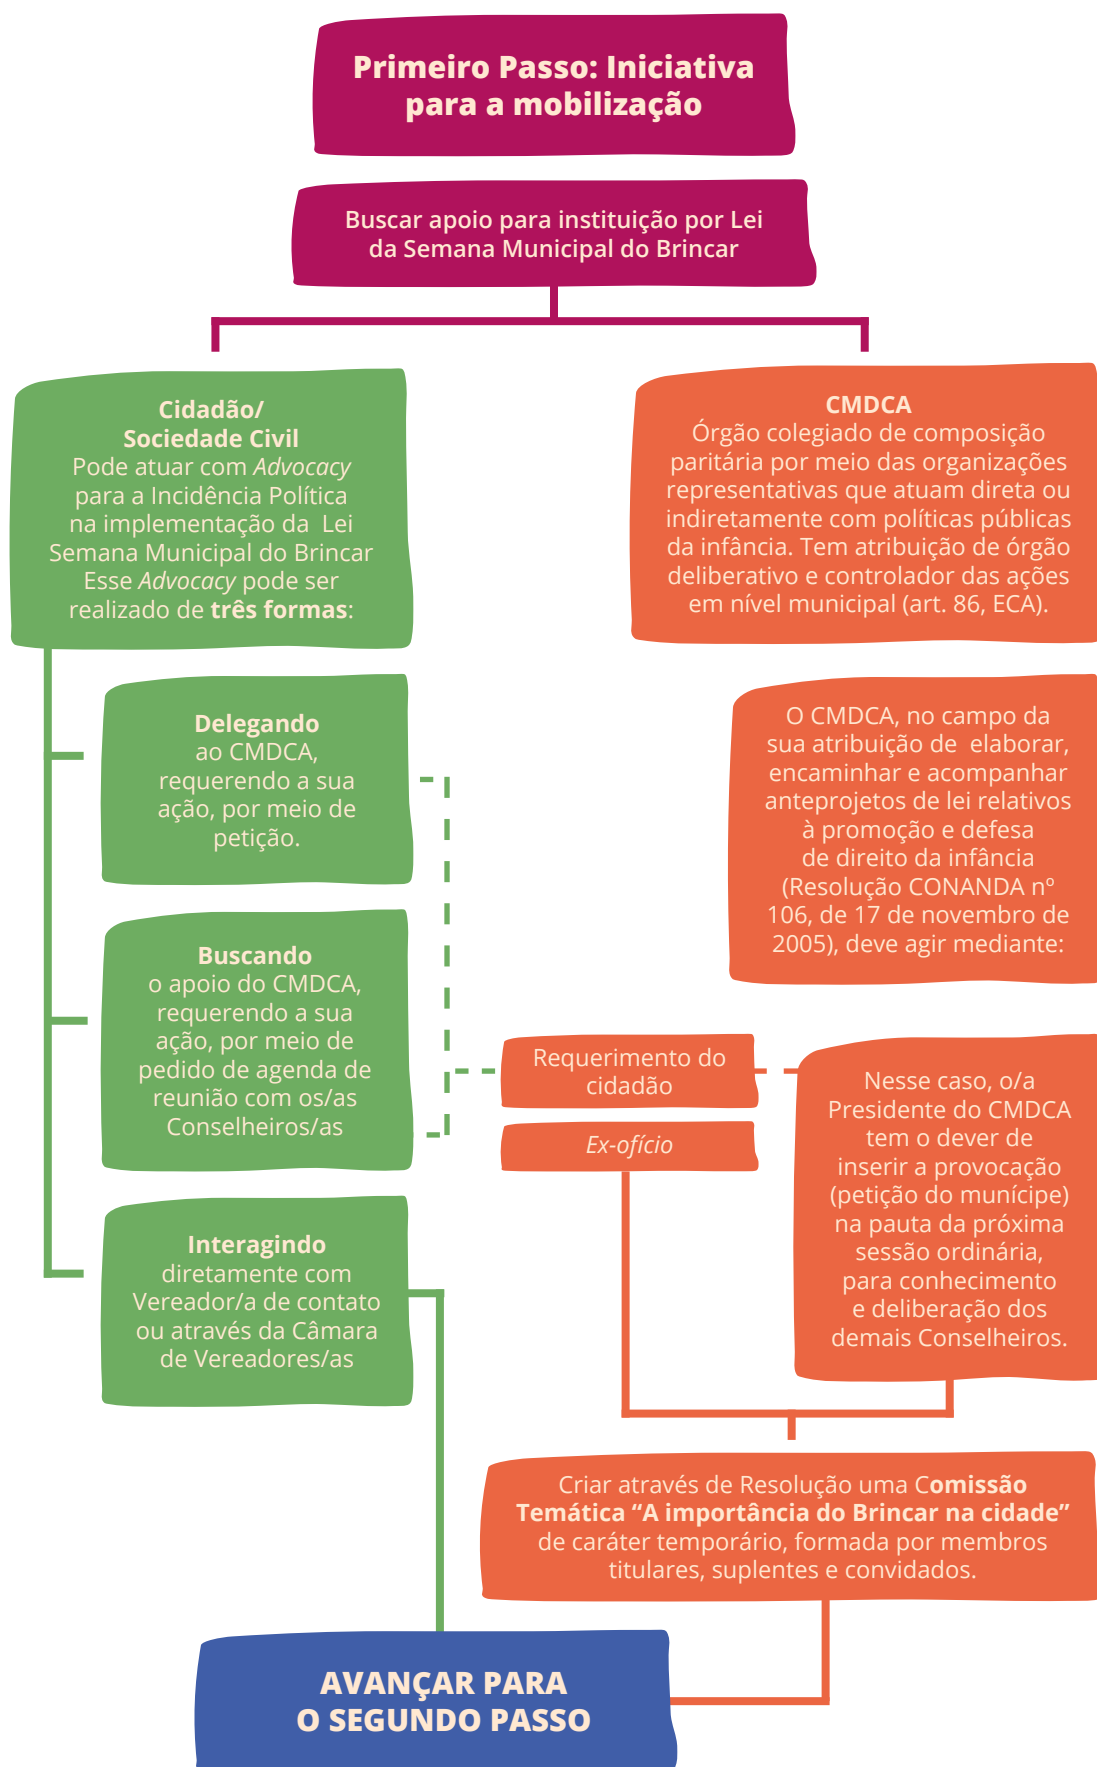 Primeiro Passo: Iniciativa
para a mobilização
Buscar apoio para instituição por Lei
da Semana Municipal do Brincar
Cidadão/
Sociedade Civil
Pode atuar com Advocacy
para a Incidência Política
na implementação da Lei
Semana Municipal do Brincar
Esse Advocacy pode ser
realizado de três formas:
Delegando
ao CMDCA,
requerendo a sua
ação, por meio de
petição.
Buscando
o apoio do CMDCA,
requerendo a sua
ação, por meio de
pedido de agenda de
reunião com os/as
Conselheiros/as
Interagindo
diretamente com
Vereador/a de contato
ou através da Câmara
de Vereadores/as
CMDCA
Órgão colegiado de composição
paritária por meio das organizações
representativas que atuam direta ou
indiretamente com políticas públicas
da infância. Tem atribuição de órgão
deliberativo e controlador das ações
em nível municipal (art. 86, ECA).
O CMDCA, no campo da
sua atribuição de elaborar,
encaminhar e acompanhar
anteprojetos de lei relativos
à promoção e defesa
de direito da infância
(Resolução CONANDA nº
106, de 17 de novembro de
2005), deve agir mediante:
Requerimento do
cidadão
Ex-ofício
Nesse caso, o/a
Presidente do CMDCA
tem o dever de
inserir a provocação
(petição do munícipe)
na pauta da próxima
sessão ordinária,
para conhecimento
e deliberação dos
demais Conselheiros.
Criar através de Resolução uma Comissão
Temática “A importância do Brincar na cidade”
de caráter temporário, formada por membros
titulares, suplentes e convidados.
AVANÇAR PARA
O SEGUNDO PASSO